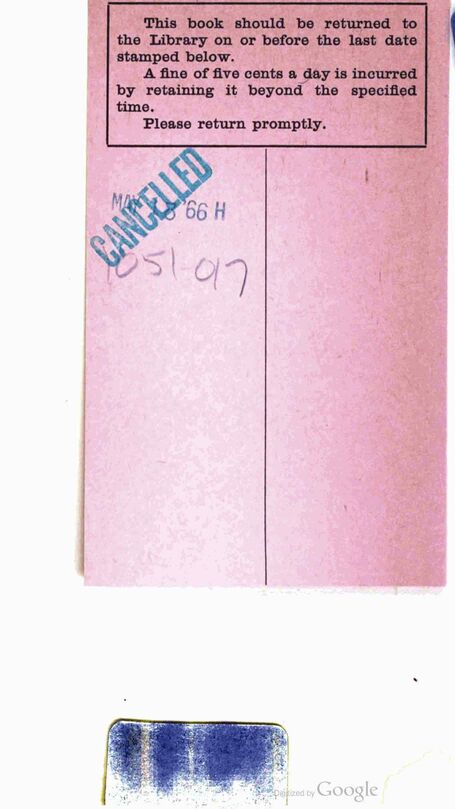 This book should be returned to
the Library on or before the last date
stamped below.
A fine of five cents a day is incurred
by retaining it beyond the specified
time.
Please return promptly.
CANCELLED
'66 H
1051-017
Digitized by Google